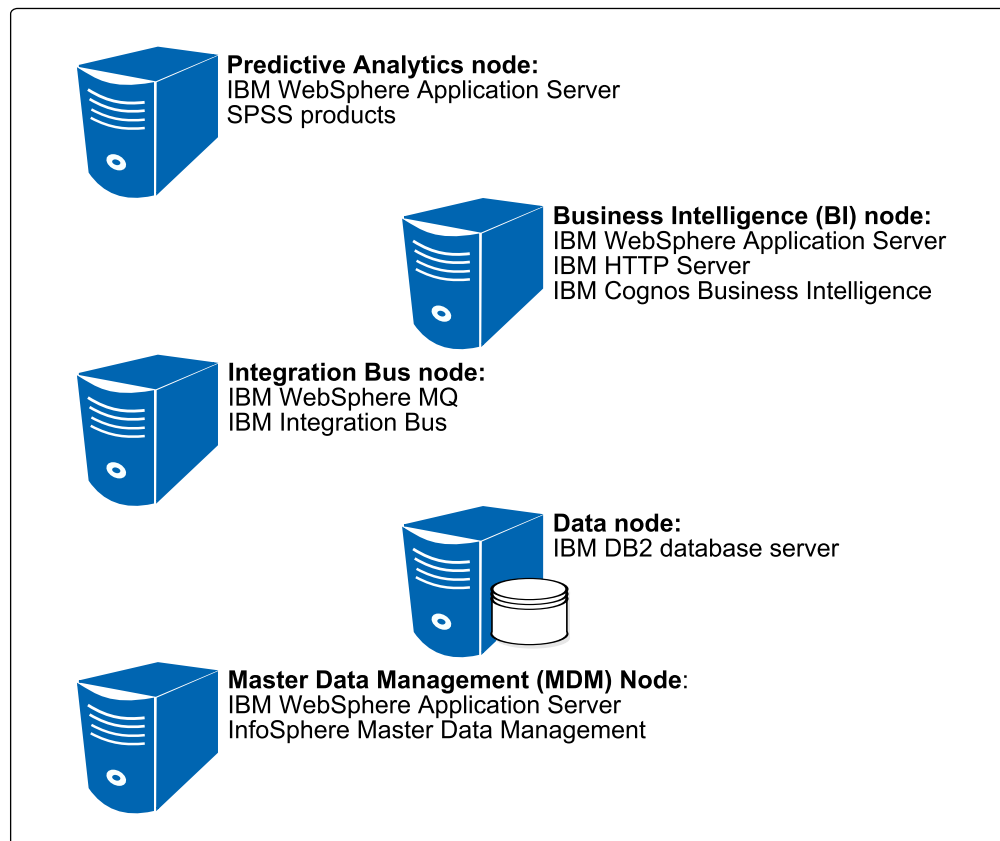 Predictive Analytics node:
IBM WebSphere Application Server
SPSS products
Business Intelligence (BI) node:
IBM WebSphere Application Server
IBM HTTP Server
IBM Cognos Business Intelligence
Integration Bus node:
IBM WebSphere MQ
IBM Integration Bus
Data node:
IBM DB2 database server
Master Data Management (MDM) Node:
IBM WebSphere Application Server
InfoSphere Master Data Management